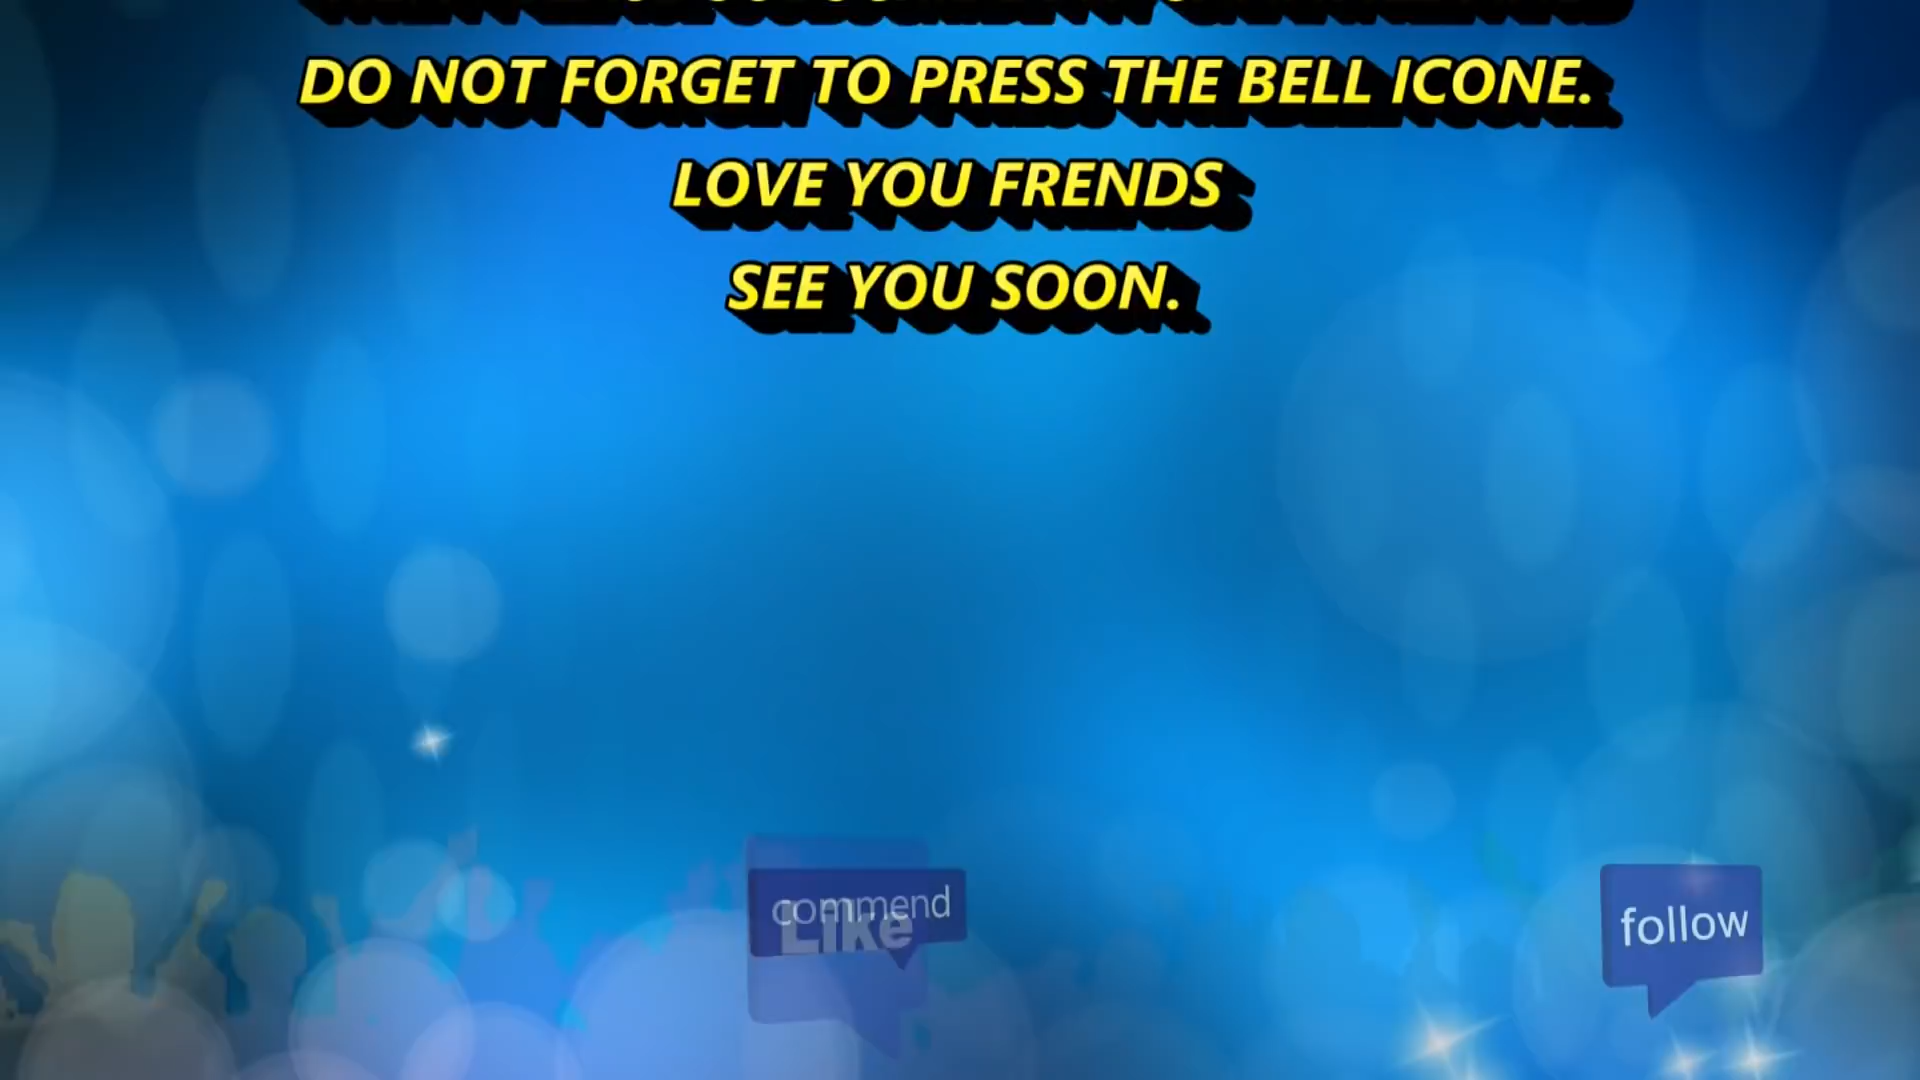 DO NOT FORGET TO PRESS THE BELL ICONE.
LOVE YOU FRENDS
SEE YOU SOON.
commend
Like
follow